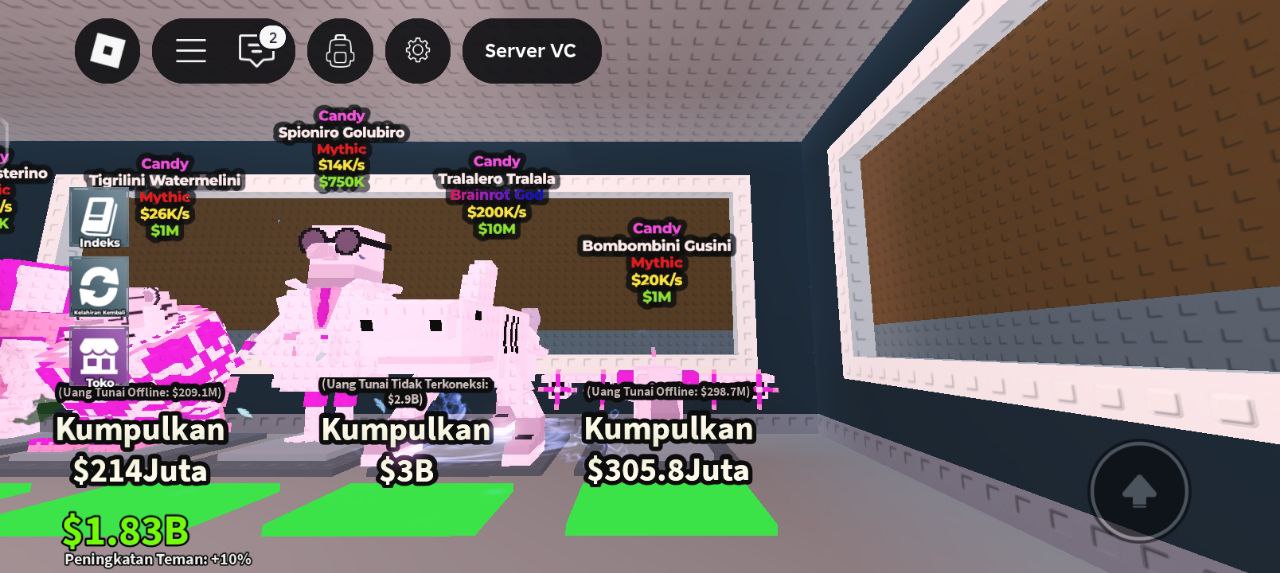 2
Server VC
Candy
Spioniro Golubiro
Mythic
$14K/s
$750K
Candy
Tigrilini Watermelini
Mythic
$26K/s
$1M
Candy
Tralalero Tralala
Brainrot God
$200K/s
$10M
Candy
Bombombini Gusini
Mythic
$20K/s
$1M
Indeks
Kelahiran Kembali
Toko
(Uang Tunai Offline: $209.1M)
Kumpulkan
$214Juta
(Uang Tunai Tidak Terkoneksi:
$2.9B)
Kumpulkan
$3B
(Uang Tunai Offline: $298.7M)
Kumpulkan
$305.8Juta
$1.83B
Peningkatan Teman: +10%